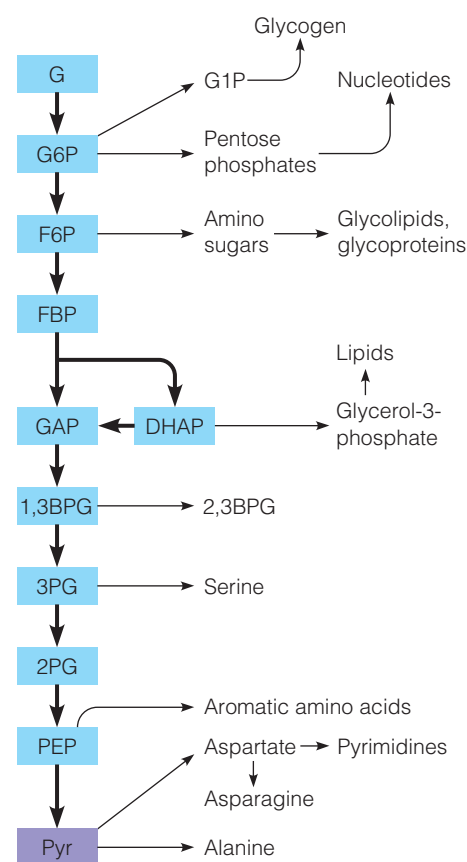 Glycogen
G
G1P
Nucleotides
G6P
Pentose
phosphates
F6P
Amino
sugars
Glycolipids,
glycoproteins
FBP
Lipids
GAP
DHAP
Glycerol-3-
phosphate
1,3BPG
2,3BPG
3PG
Serine
2PG
Aromatic amino acids
PEP
Aspartate
Pyrimidines
Asparagine
Pyr
Alanine